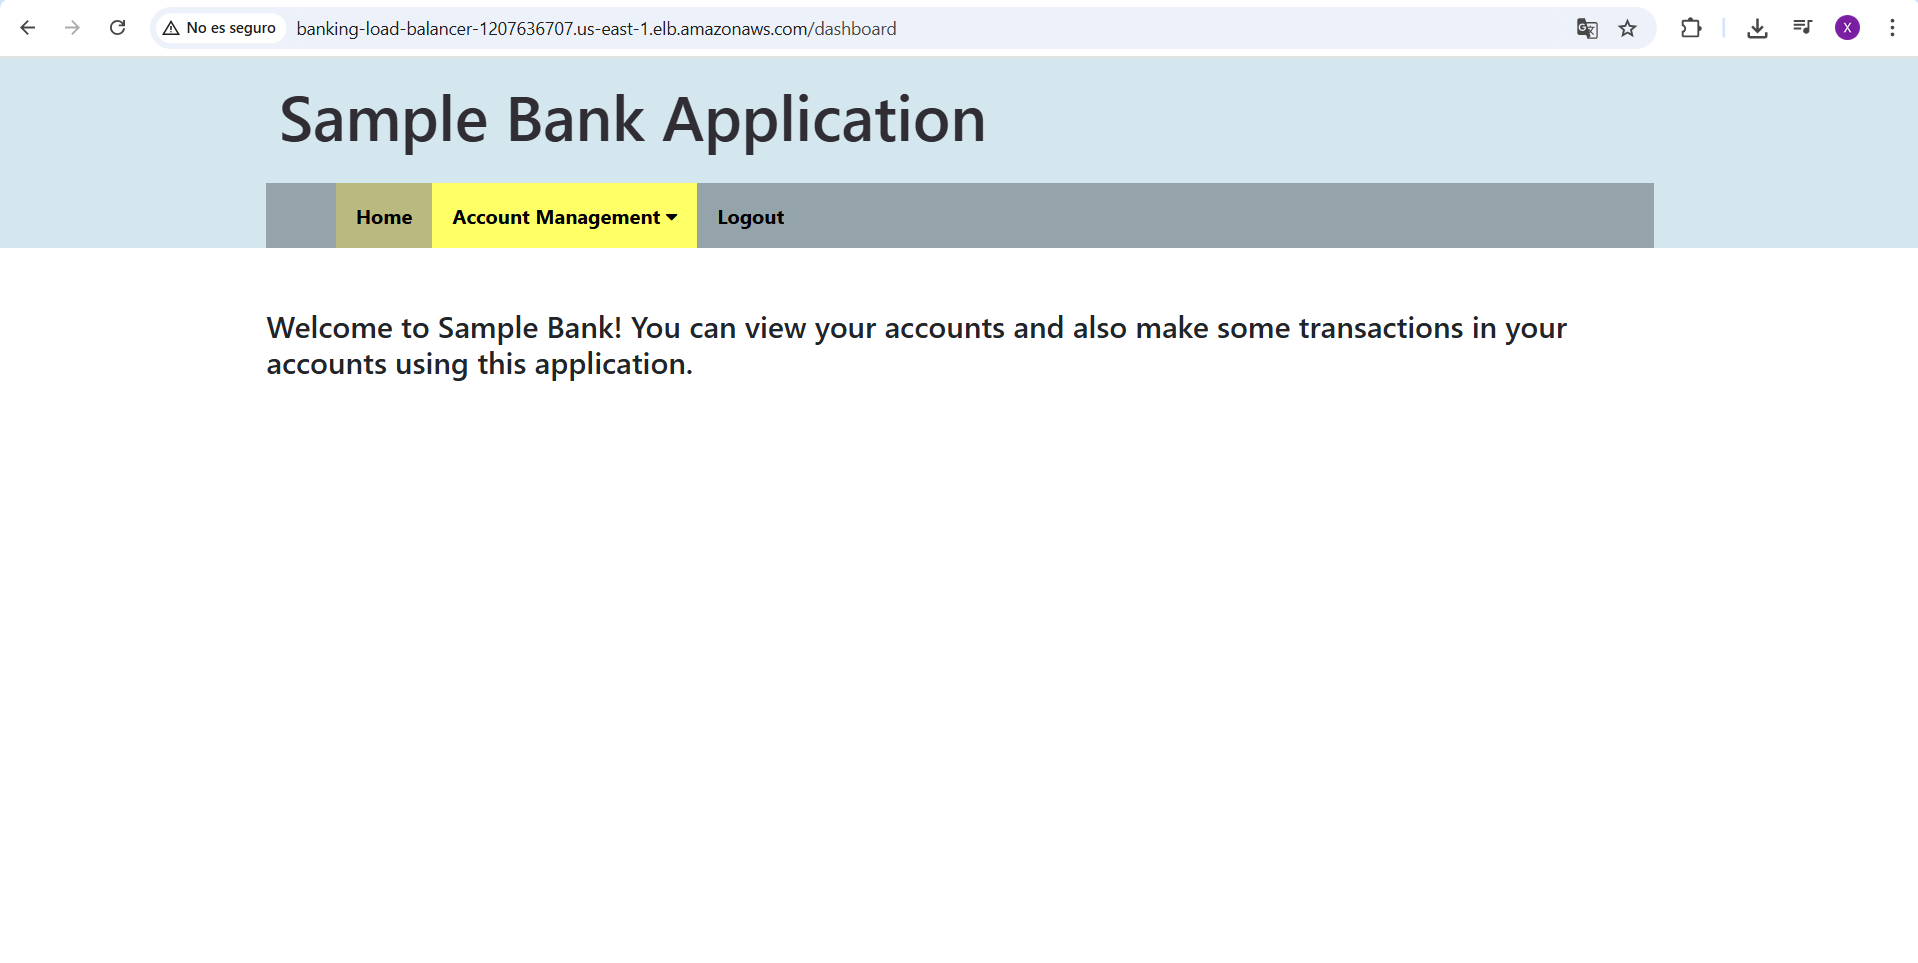 No es seguro banking-load-balancer-1207636707.us-east-1.elb.amazonaws.com/dashboard X
Sample Bank Application
Home Account Management Logout
Welcome to Sample Bank! You can view your accounts and also make some transactions in your
accounts using this application.